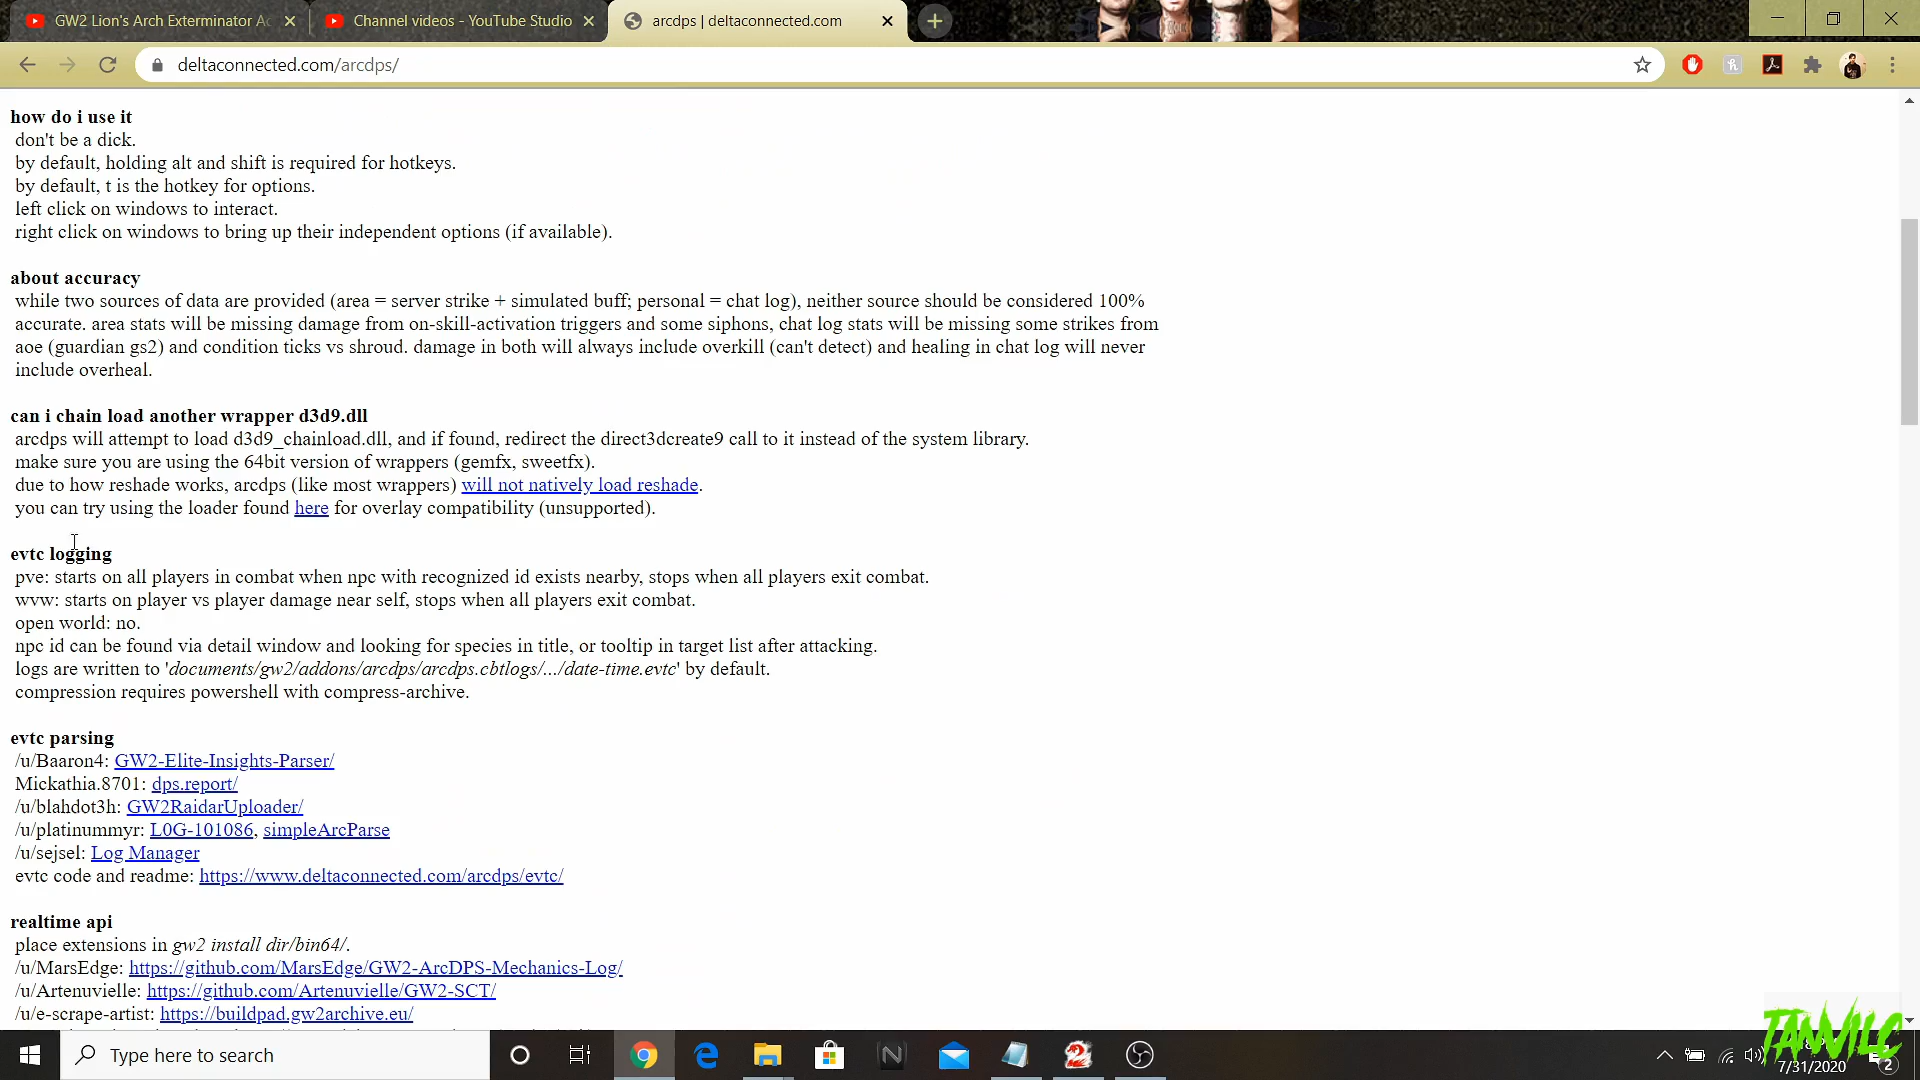 GW2 Lion's Arch Exterminator Ac
Channel videos - YouTube Studio
arcdps | deltaconnected.com
deltaconnected.com/arcdps/
how do i use it
don't be a dick.
by default, holding alt and shift is required for hotkeys.
by default, t is the hotkey for options.
left click on windows to interact.
right click on windows to bring up their independent options (if available).
about accuracy
while two sources of data are provided (area = server strike + simulated buff; personal = chat log), neither source should be considered 100%
accurate. area stats will be missing damage from on-skill-activation triggers and some siphons, chat log stats will be missing some strikes from
aoe (guardian gs2) and condition ticks vs shroud. damage in both will always include overkill (can't detect) and healing in chat log will never
include overheal.
can i chain load another wrapper d3d9.dll
arcdps will attempt to load d3d9_chainload.dll, and if found, redirect the direct3dcreate9 call to it instead of the system library.
make sure you are using the 64bit version of wrappers (gemfx, sweetfx).
due to how reshade works, arcdps (like most wrappers) will not natively load reshade.
you can try using the loader found here for overlay compatibility (unsupported).
evtc logging
pve: starts on all players in combat when npc with recognized id exists nearby, stops when all players exit combat.
wvw: starts on player vs player damage near self, stops when all players exit combat.
open world: no.
npc id can be found via detail window and looking for species in title, or tooltip in target list after attacking.
logs are written to 'documents/gw2/addons/arcdps/arcdps.cbtlogs/.../date-time.evtc' by default.
compression requires powershell with compress-archive.
evtc parsing
/u/Baaron4: GW2-Elite-Insights-Parser/
Mickathia.8701: dps.report/
/u/blahdot3h: GW2RaidarUploader/
/u/platinummyr: L0G-101086, simpleArcParse
/u/sejsel: Log Manager
evtc code and readme: https://www.deltaconnected.com/arcdps/evtc/
realtime api
place extensions in gw2 install dir/bin64/.
/u/MarsEdge: https://github.com/MarsEdge/GW2-ArcDPS-Mechanics-Log/
/u/Artenuvielle: https://github.com/Artenuvielle/GW2-SCT/
/u/e-scrape-artist: https://buildpad.gw2archive.eu/
Type here to search
TANVILC
7/31/2020
2